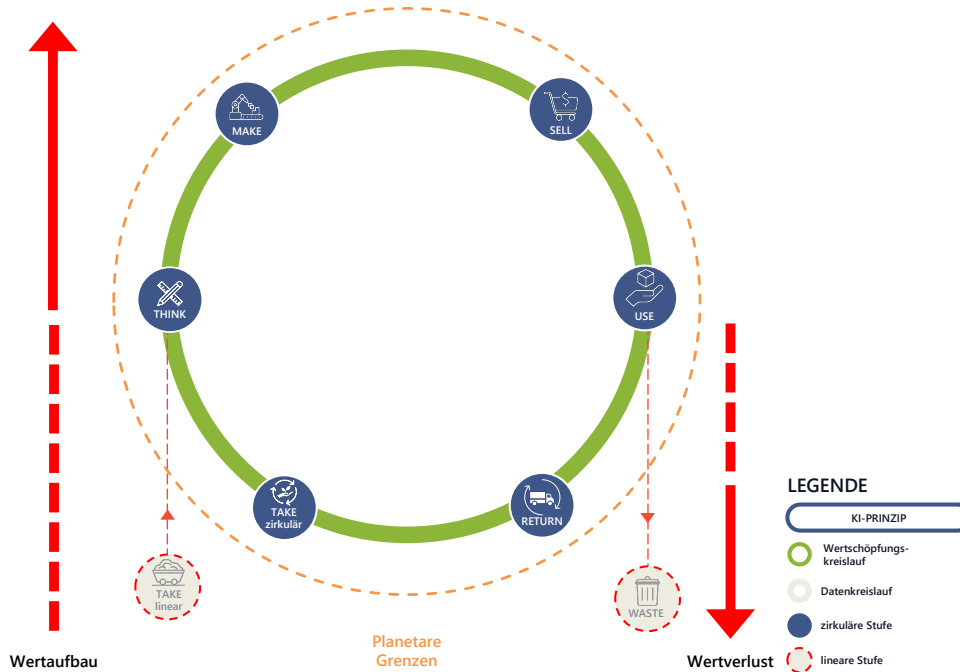 MAKE
SELL
THINK
USE
TAKE
zirkulär
RETURN
TAKE
linear
WASTE
Wertaufbau
Planetare
Grenzen
Wertverlust
LEGENDE
KI-PRINZIP
Wertschöpfungs-
kreislauf
Datenkreislauf
zirkuläre Stufe
lineare Stufe